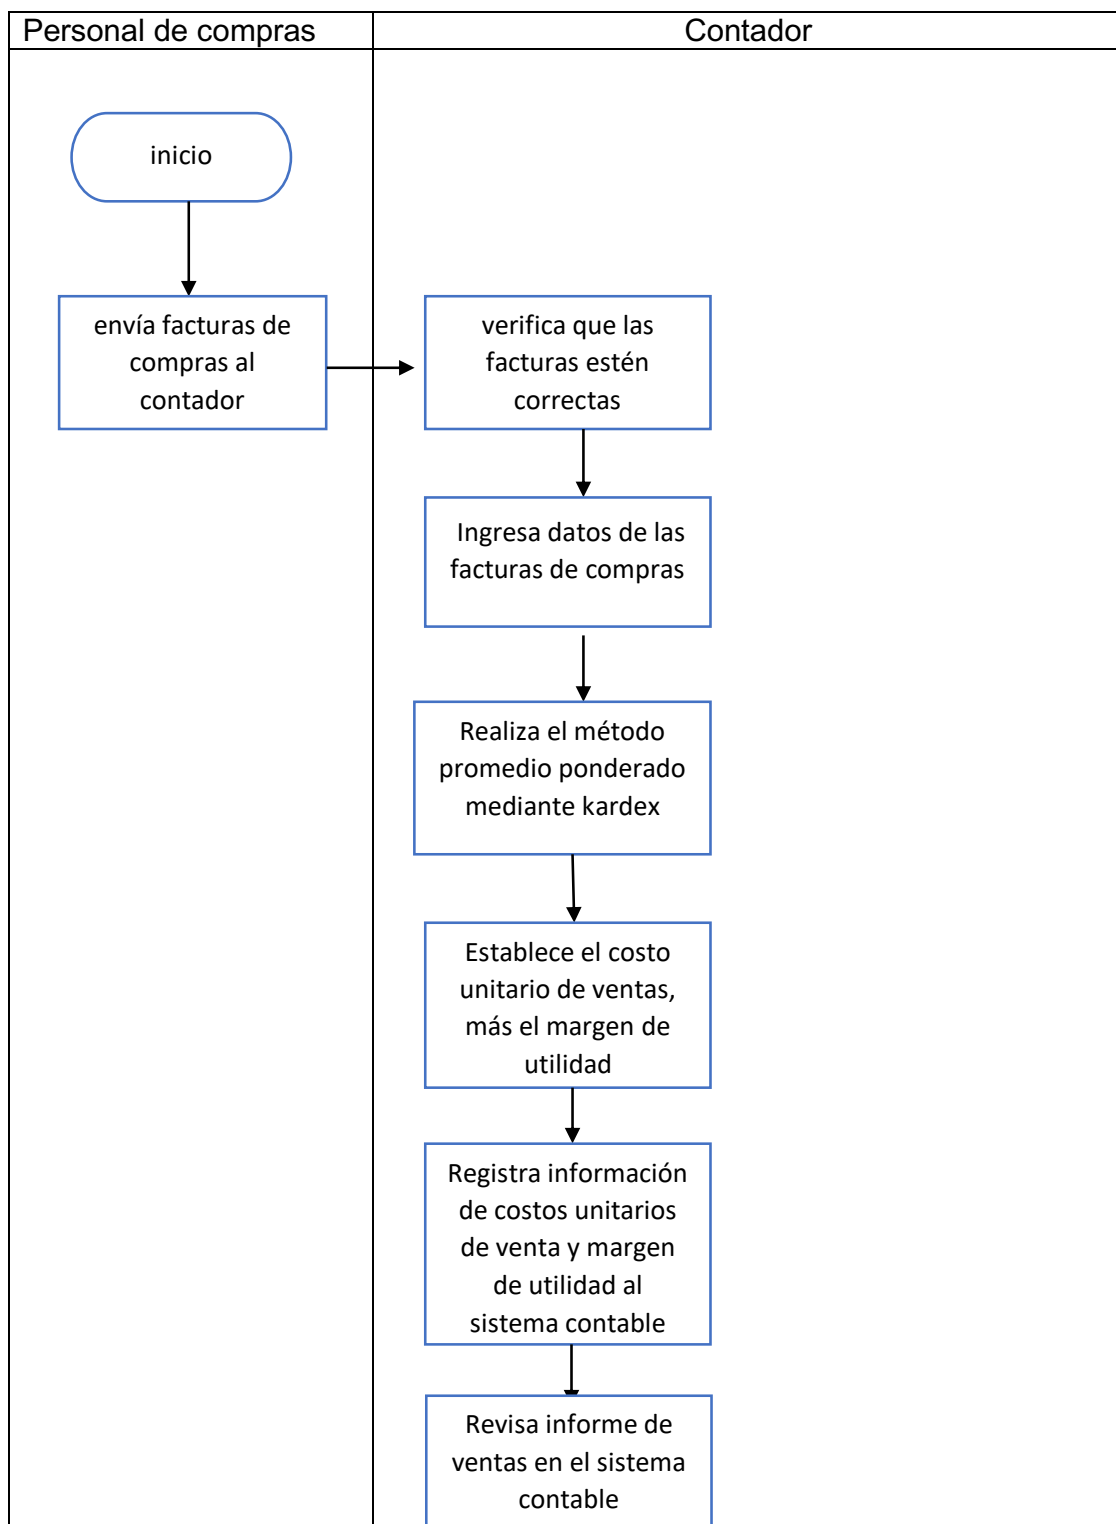 Personal de compras
Contador
inicio
envía facturas de
compras al
contador
verifica que las
facturas estén
correctas
Ingresa datos de las
facturas de compras
Realiza el método
promedio ponderado
mediante kardex
Establece el costo
unitario de ventas,
más el margen de
utilidad
Registra información
de costos unitarios
de venta y margen
de utilidad al
sistema contable
Revisa informe de
ventas en el sistema
contable